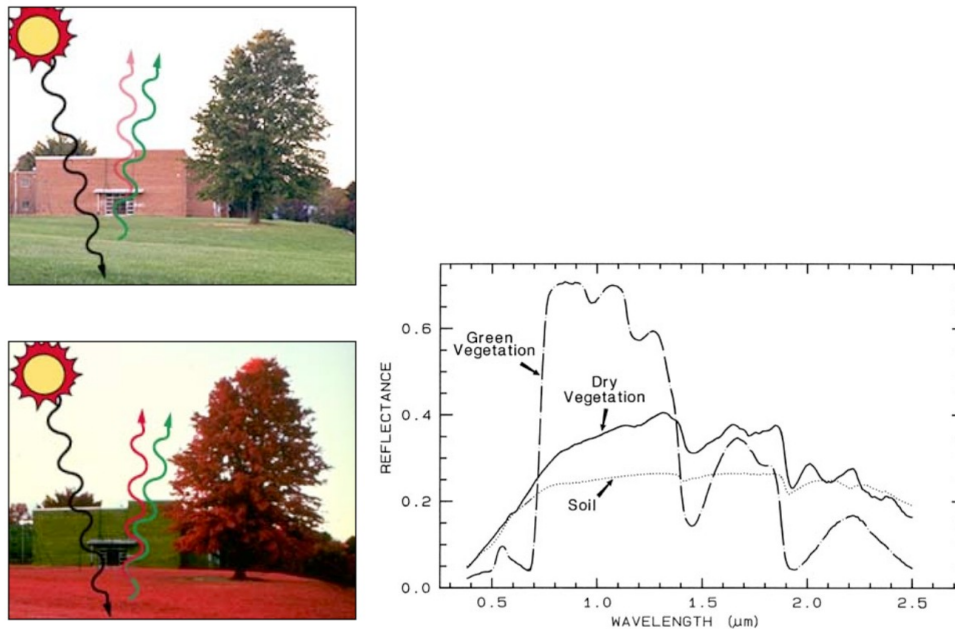 0.6
0.4
0.2
0.0
REFLECTANCE
Green
Vegetation
Dry
Vegetation
Soil
0.5
1.0
1.5
2.0
2.5
WAVELENGTH (μm)